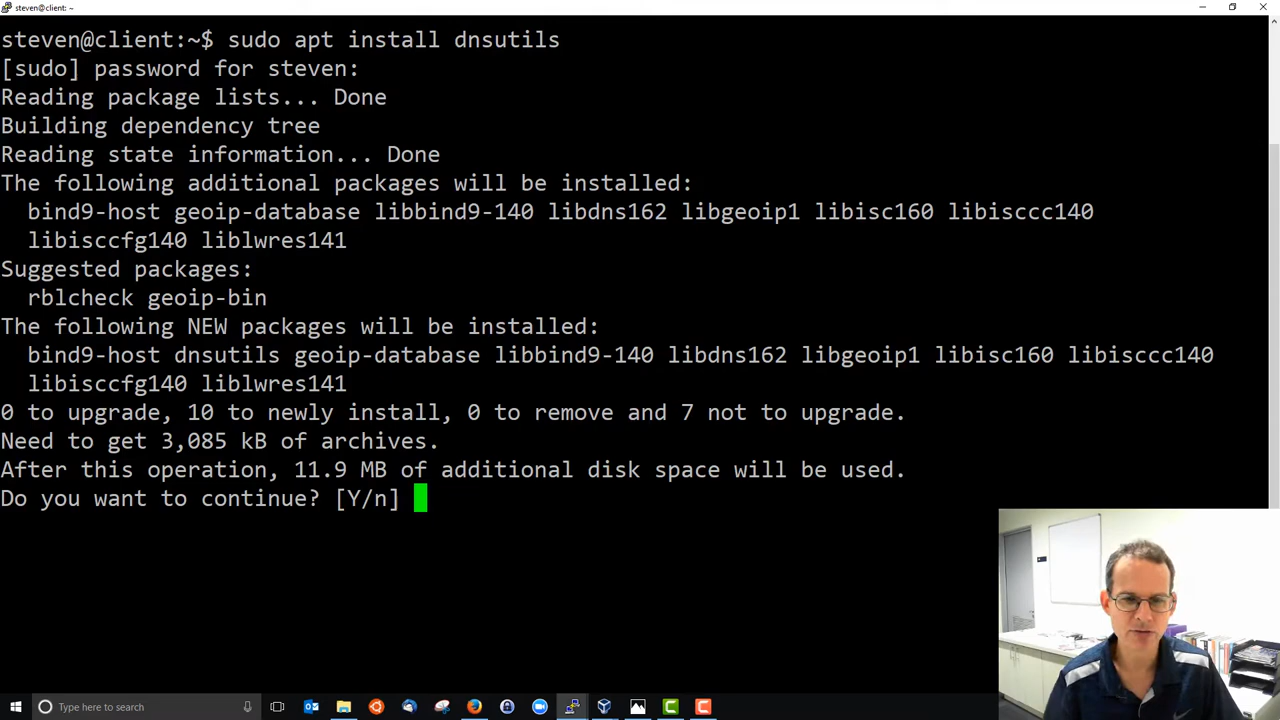 steven@client: ~
steven@client:~$ sudo apt install dnsutils
[sudo] password for steven:
Reading package lists... Done
Building dependency tree
Reading state information... Done
The following additional packages will be installed:
bind9-host geoip-database libbind9-140 libdns162 libgeoip1 libisc160 libisccc140
libisccfg140 liblwres141
Suggested packages:
rblcheck geoip-bin
The following NEW packages will be installed:
bind9-host dnsutils geoip-database libbind9-140 libdns162 libgeoip1 libisc160 libisccc140
libisccfg140 liblwres141
0 to upgrade, 10 to newly install, 0 to remove and 7 not to upgrade.
Need to get 3,085 kB of archives.
After this operation, 11.9 MB of additional disk space will be used.
Do you want to continue? [Y/n]
Type here to search